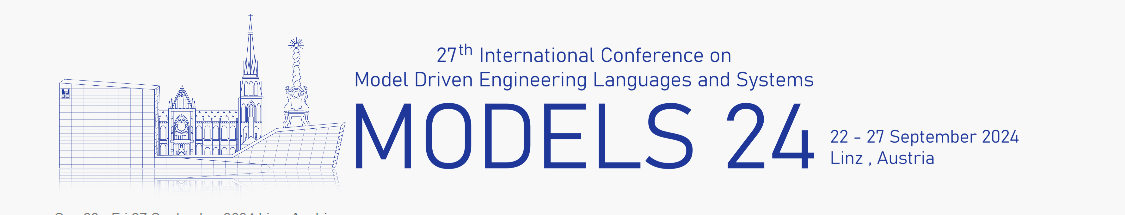 27th International Conference on
Model Driven Engineering Languages and Systems
MODELS 24
22 - 27 September 2024
Linz , Austria